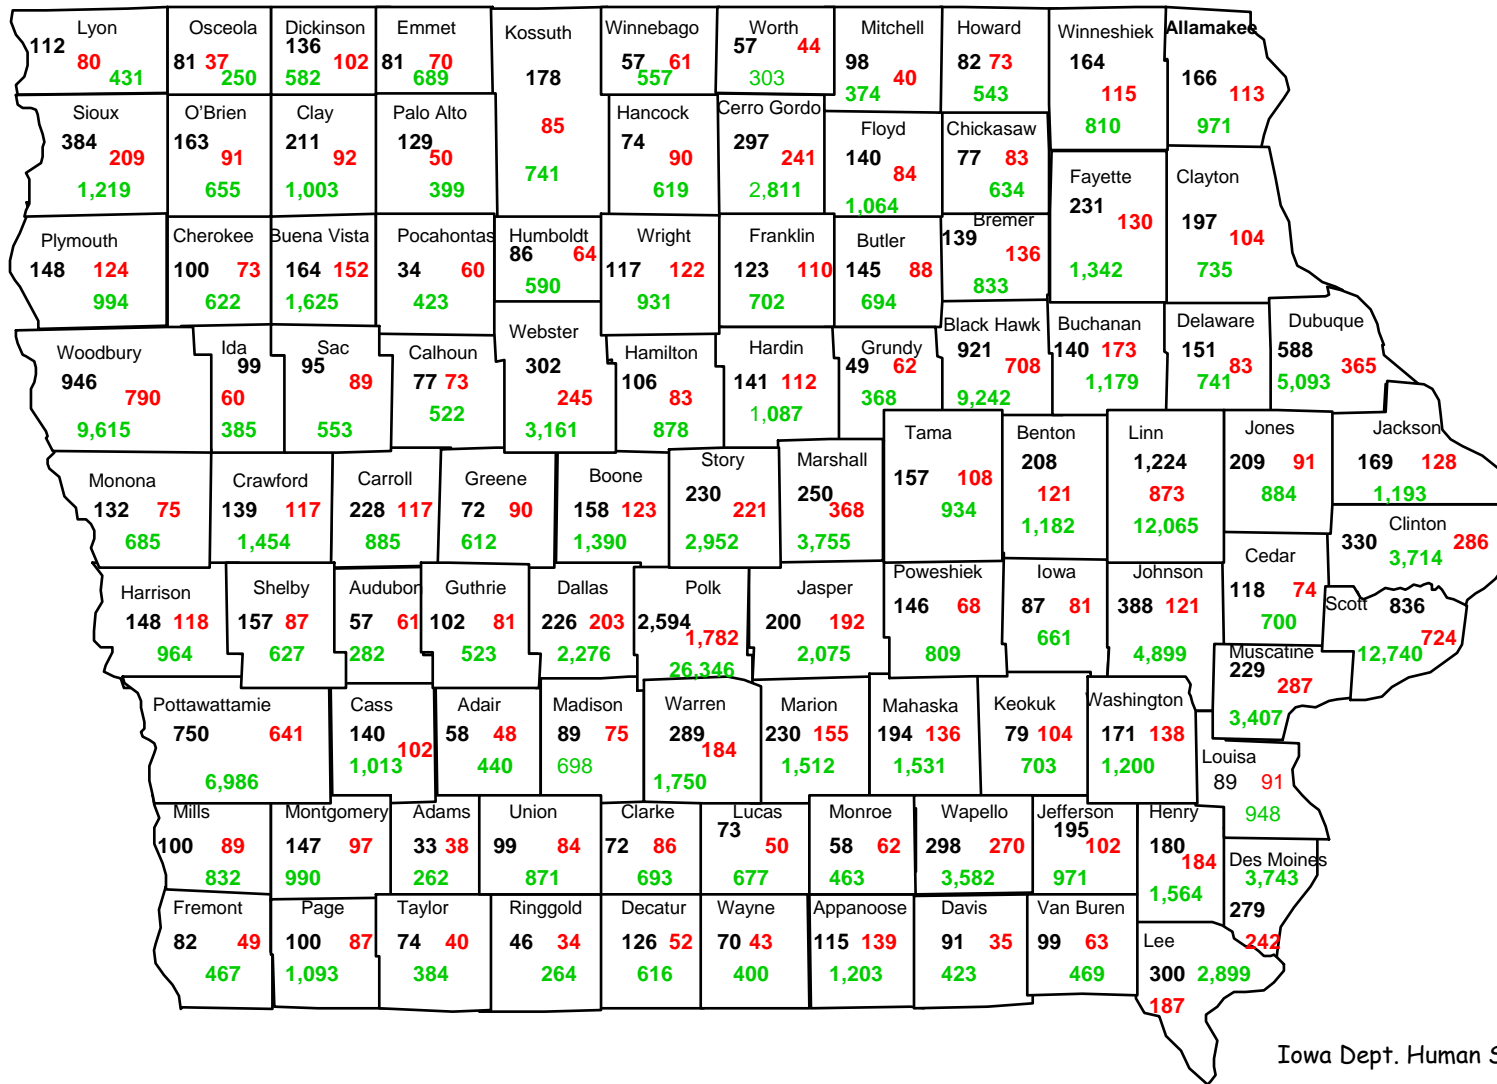 Lyon
112 80
431
Osceola
81 37
250
Dickinson
136
102
582
Emmet
81 70
689
Kossuth
178
85
741
Winnebago
57 61
557
Worth
57 44
303
Mitchell
98
40
374
Howard
82 73
543
Winneshiek
164
115
810
Allamakee
166
113
971
Sioux
384
209
1,219
O'Brien
163
91
655
Clay
211
92
1,003
Palo Alto
129
50
399
Hancock
74
90
619
Cerro Gordo
297
241
2,811
Floyd
140
84
1,064
Chickasaw
77 83
634
Fayette
231
130
1,342
Clayton
197
104
735
Plymouth
148 124
994
Cherokee
100 73
622
Buena Vista
164 152
1,625
Pocahontas
34 60
423
Humboldt
86 64
590
Wright
117 122
931
Franklin
123 110
702
Butler
145 88
694
Bremer
139
136
833
Woodbury
946
790
9,615
Ida
99
60
385
Sac
95
89
553
Calhoun
77 73
522
Webster
302
245
3,161
Hamilton
106
83
878
Hardin
141 112
1,087
Grundy
49 62
368
Black Hawk
921
708
9,242
Buchanan
140 173
1,179
Delaware
151
83
741
Dubuque
588
365
5,093
Monona
132 75
685
Crawford
139 117
1,454
Carroll
228 117
885
Greene
72 90
612
Boone
158 123
1,390
Story
230
221
2,952
Marshall
250
368
3,755
Tama
157 108
934
Benton
208
121
1,182
Linn
1,224
873
12,065
Jones
209 91
884
Jackson
169 128
1,193
Clinton
330 286
3,714
Harrison
148 118
964
Shelby
157 87
627
Audubon
57 61
282
Guthrie
102 81
523
Dallas
226 203
2,276
Polk
2,594
1,782
26,346
Jasper
200 192
2,075
Poweshiek
146 68
809
Iowa
87 81
661
Johnson
388 121
4,899
Cedar
118 74
700
Scott 836
724
12,740
Muscatine
229
287
3,407
Pottawattamie
750 641
6,986
Cass
140
102
1,013
Adair
58 48
440
Madison
89 75
698
Warren
289
184
1,750
Marion
230 155
1,512
Mahaska
194 136
1,531
Keokuk
79 104
703
Washington
171 138
1,200
Louisa
89 91
948
Mills
100 89
832
Montgomery
147 97
990
Adams
33 38
262
Union
99 84
871
Clarke
72 86
693
Lucas
73
50
677
Monroe
58 62
463
Wapello
298 270
3,582
Jefferson
195
102
971
Henry
180
184
1,564
Des Moines
3,743
279
242
Fremont
82 49
467
Page
100 87
1,093
Taylor
74 40
384
Ringgold
46 34
264
Decatur
126 52
616
Wayne
70 43
400
Appanoose
115 139
1,203
Davis
91 35
423
Van Buren
99 63
469
Lee
300 2,899
187
Iowa Dept. Human S